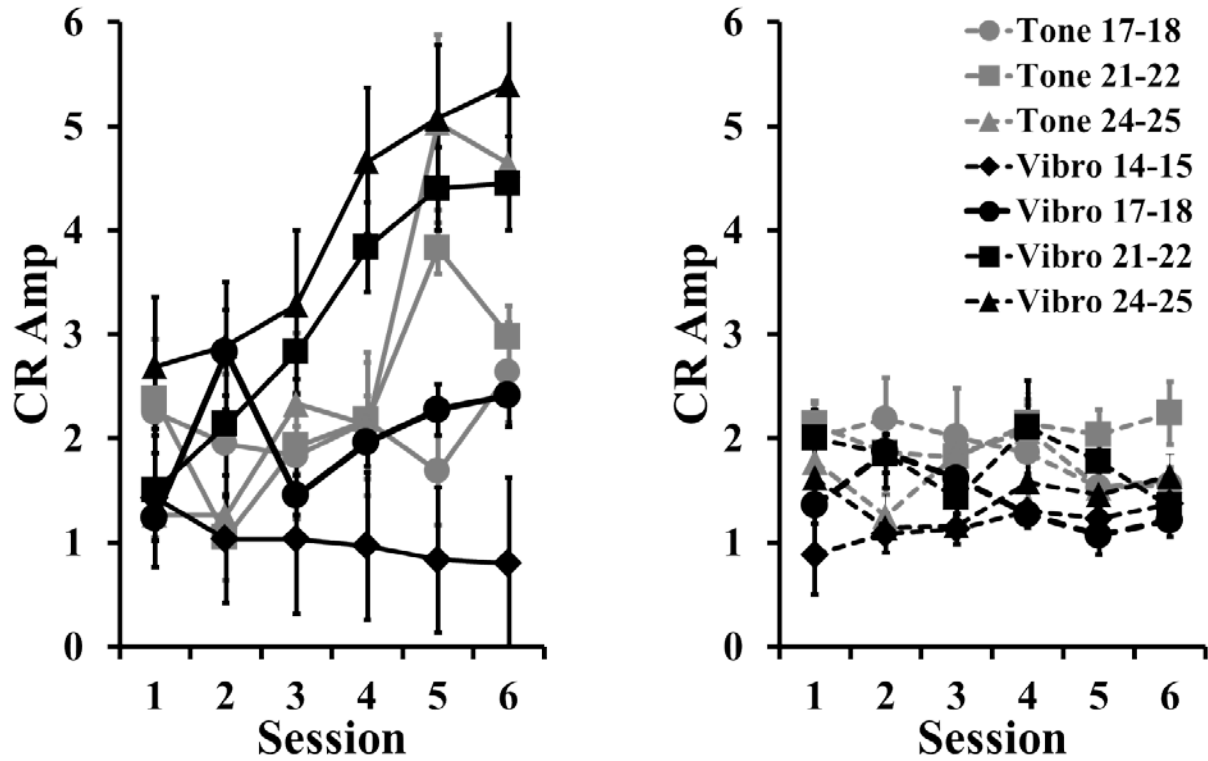 CR Amp
6
5
4
3
2
1
0
1 2 3 4 5 6
Session
CR Amp
6
5
4
3
2
1
0
1 2 3 4 5 6
Session
Tone 17-18
Tone 21-22
Tone 24-25
Vibro 14-15
Vibro 17-18
Vibro 21-22
Vibro 24-25